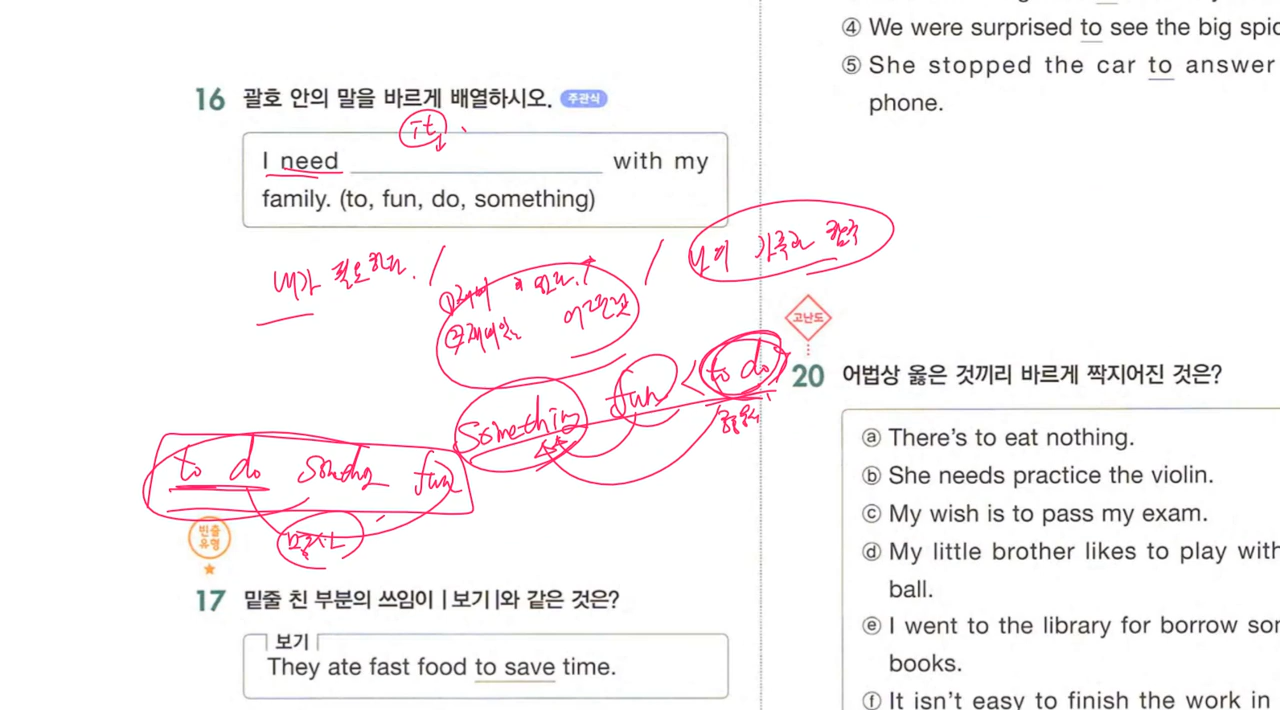 16 괄호 안의 말을 바르게 배열하시오. 주관식
it
I need ______ with my
family. (to, fun, do, something)
내가 필요하다. /
/ 나의 가족과 함께
① 재미
② 재미있는 어떤 것
something fun < to do
to do something fun
명사
빈출
유형
17 밑줄 친 부분의 쓰임이 |보기|와 같은 것은?
보기
They ate fast food to save time.
④ We were surprised to see the big
⑤ She stopped the car to answer
phone.
고난도
20 어법상 옳은 것끼리 바르게 짝지어진 것은?
ⓐ There's to eat nothing.
ⓑ She needs practice the violin.
ⓒ My wish is to pass my exam.
ⓓ My little brother likes to play with
ball.
ⓔ I went to the library for borrow
books.
ⓕ It isn't easy to finish the work in